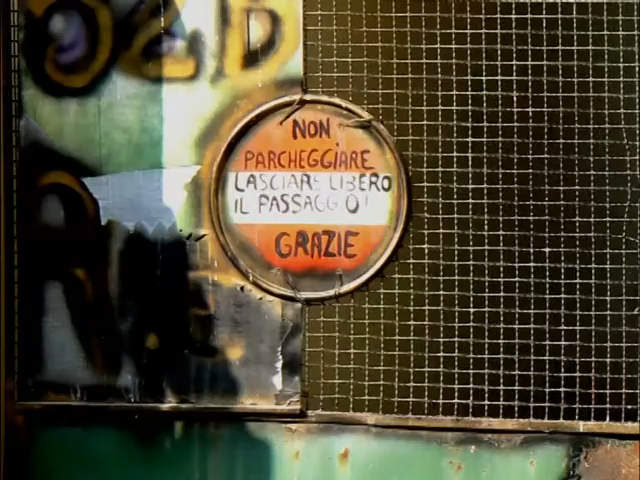 NON
PARCHEGGIARE
LASCIARE LIBERO
IL PASSAGGIO!
GRAZIE